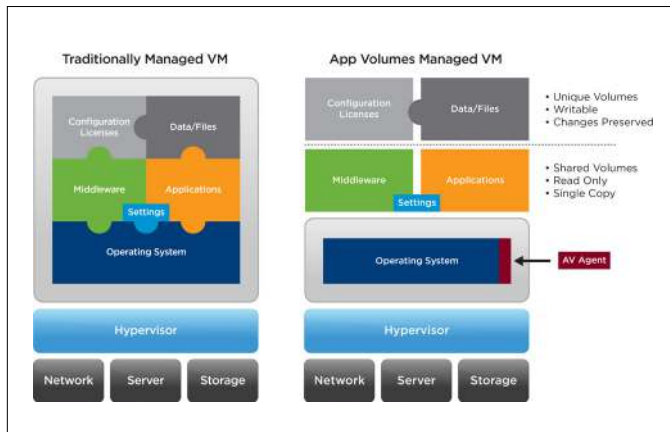 Traditionally Managed VM
Configuration
Licenses
Data/Files
Middleware
Applications
Settings
Operating System
Hypervisor
Network
Server
Storage
App Volumes Managed VM
Configuration
Licenses
Data/Files
• Unique Volumes
• Writable
• Changes Preserved
Middleware
Applications
Settings
• Shared Volumes
• Read Only
• Single Copy
Operating System
AV Agent
Hypervisor
Network
Server
Storage